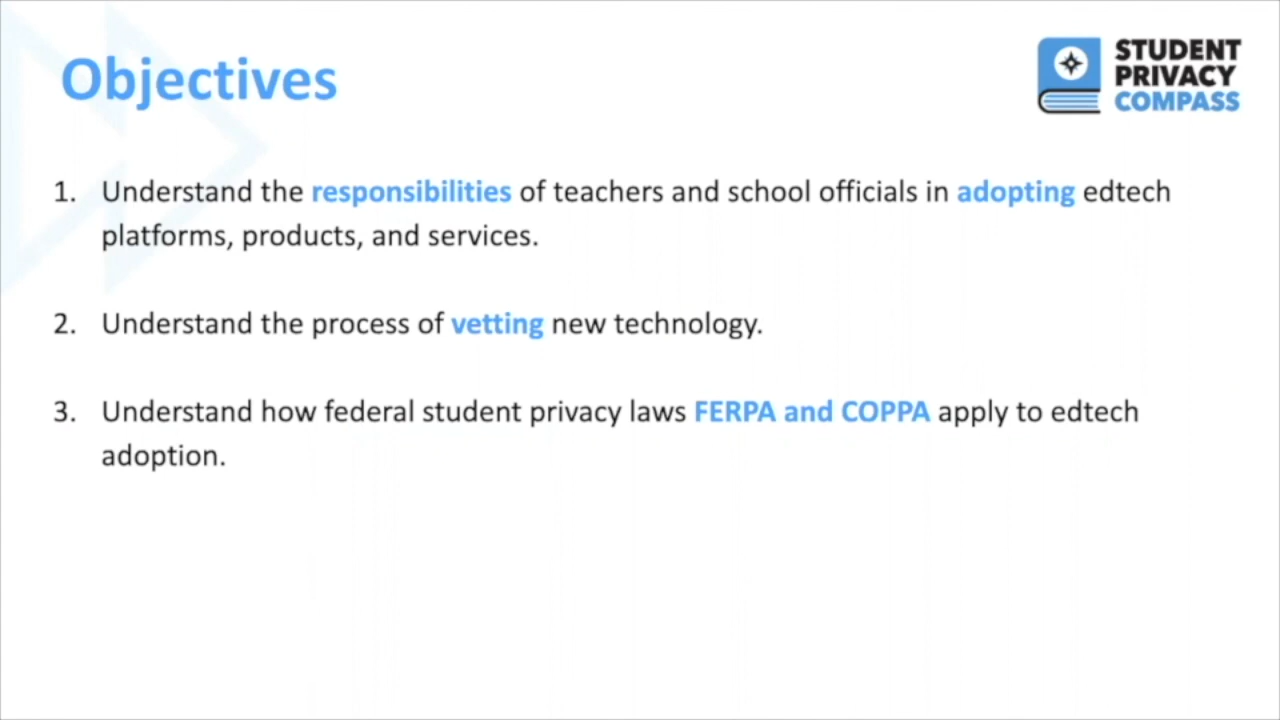 Objectives
STUDENT
PRIVACY
COMPASS
1. Understand the responsibilities of teachers and school officials in adopting edtech
platforms, products, and services.
2. Understand the process of vetting new technology.
3. Understand how federal student privacy laws FERPA and COPPA apply to edtech
adoption.